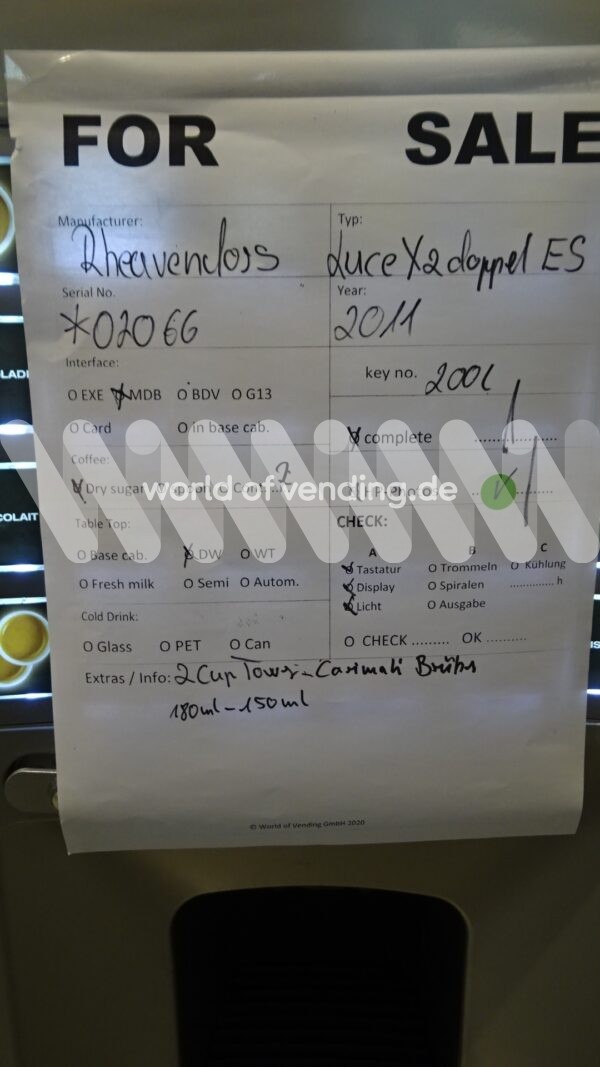 FOR SALE
Manufacturer: Typ:
Rheavendors Luce X2 doppel ES
Serial No. Year:
*02066 2011
Interface: key no. 200L
O EXE MDB O BDV O G13
O Card O in base cab. complete
Coffee:
Dry sugar
world of vending.de
Table Top: CHECK:
A B C
O Base cab. DW O WT Tastatur O Trommeln O Kühlung
O Fresh milk O Semi O Autom. Display O Spiralen .............. h
Licht O Ausgabe
Cold Drink:
O Glass O PET O Can O CHECK ......... OK ..........
Extras / Info: 2 Cup Tower - Carimali Brüher
180ml - 150ml
© World of Vending GmbH 2020
COLAIT